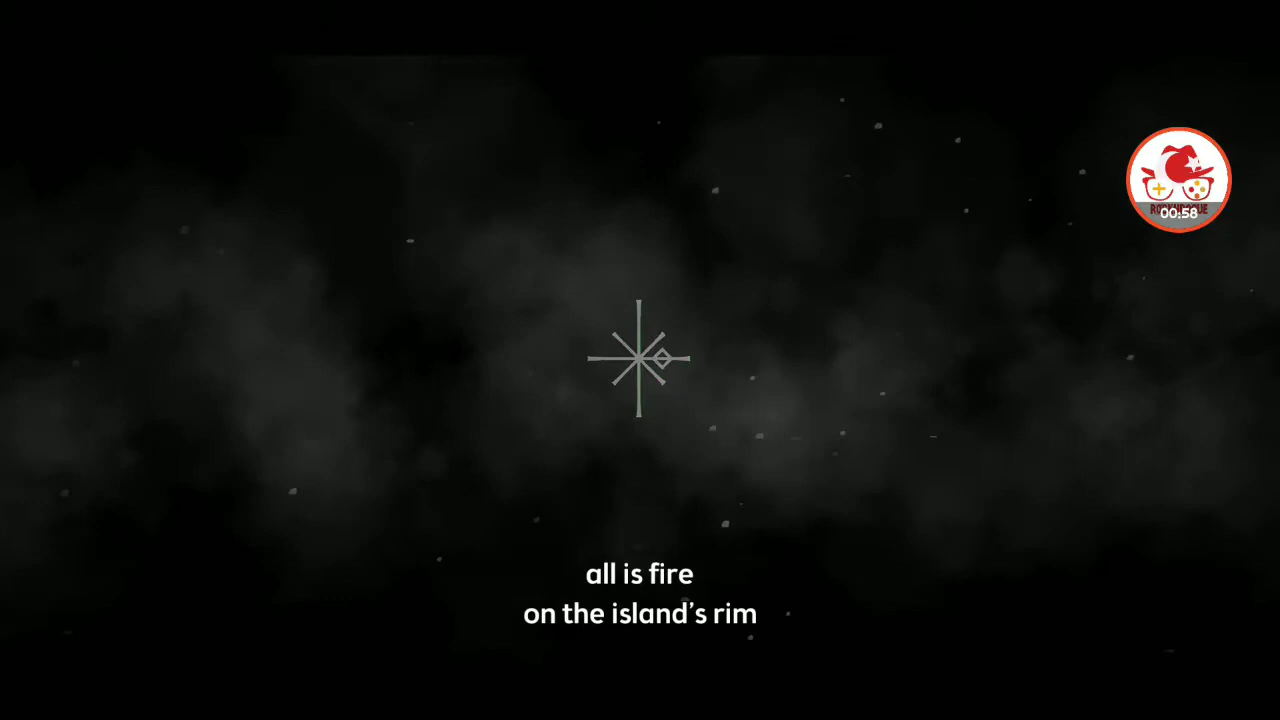 00:58
all is fire
on the island’s rim